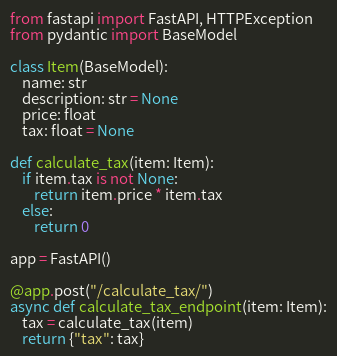 from fastapi import FastAPI, HTTPException
from pydantic import BaseModel

class Item(BaseModel):
    name: str
    description: str = None
    price: float
    tax: float = None

def calculate_tax(item: Item):
    if item.tax is not None:
        return item.price * item.tax
    else:
        return 0

app = FastAPI()

@app.post("/calculate_tax/")
async def calculate_tax_endpoint(item: Item):
    tax = calculate_tax(item)
    return {"tax": tax}